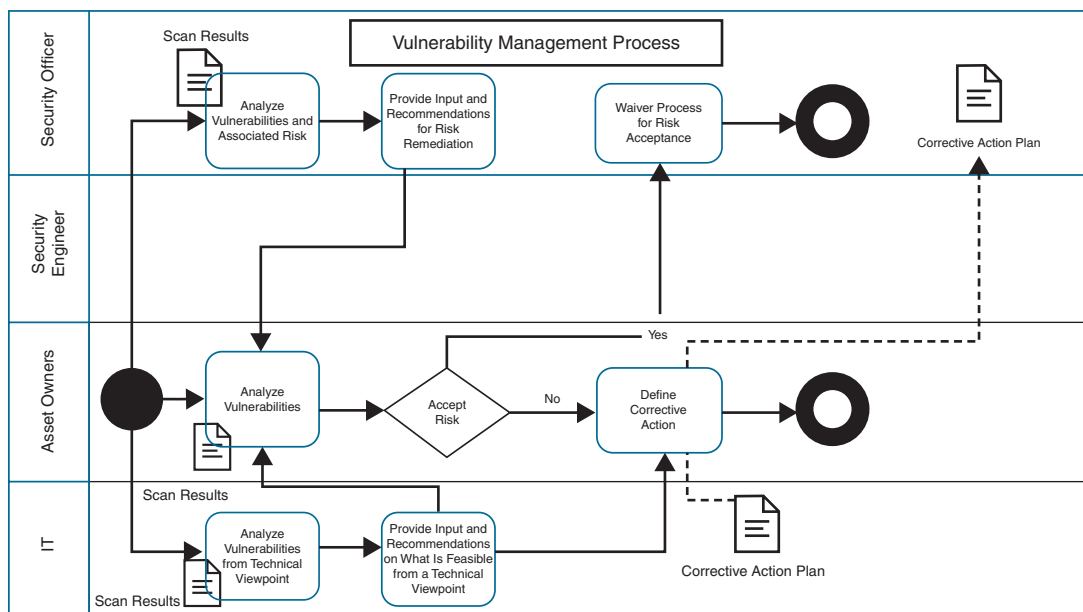 Vulnerability Management Process
Security Officer
Scan Results
Analyze
Vulnerabilities and
Associated Risk
Provide Input and
Recommendations
for Risk
Remediation
Waiver Process
for Risk
Acceptance
Corrective Action Plan
Security
Engineer
Asset Owners
Analyze
Vulnerabilities
Scan Results
Accept
Risk
Yes
No
Define
Corrective
Action
IT
Scan Results
Analyze
Vulnerabilities
from Technical
Viewpoint
Provide Input and
Recommendations
on What Is Feasible
from a Technical
Viewpoint
Corrective Action Plan